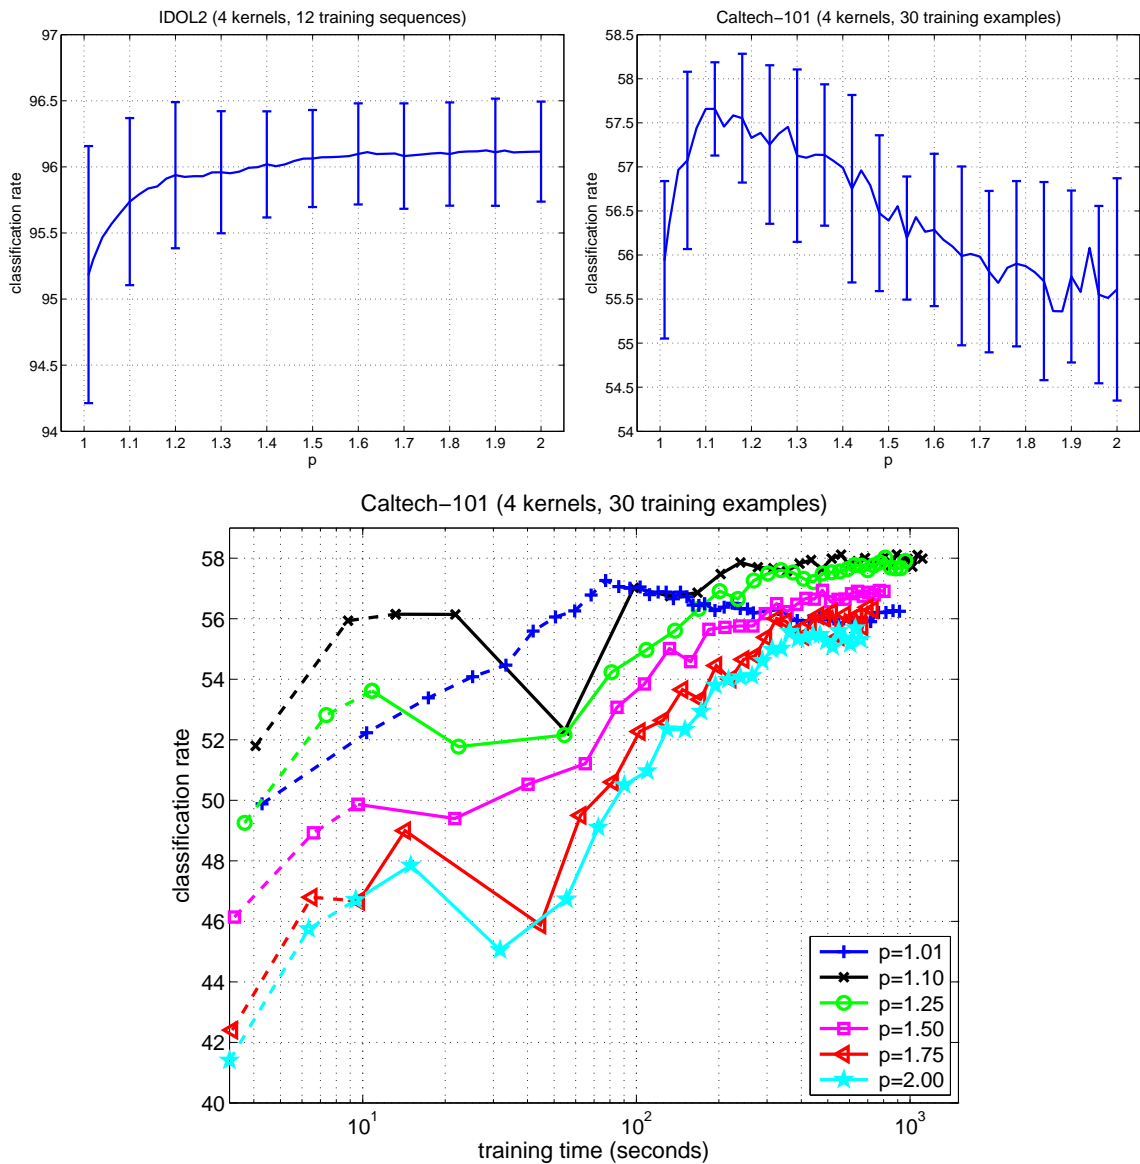 IDOL2 (4 kernels, 12 training sequences)
97
96.5
96
95.5
95
94.5
94
classification rate
1 1.1 1.2 1.3 1.4 1.5 1.6 1.7 1.8 1.9 2
p
Caltech−101 (4 kernels, 30 training examples)
58.5
58
57.5
57
56.5
56
55.5
55
54.5
54
classification rate
1 1.1 1.2 1.3 1.4 1.5 1.6 1.7 1.8 1.9 2
p
Caltech−101 (4 kernels, 30 training examples)
58
56
54
52
50
48
46
44
42
40
classification rate
p=1.01
p=1.10
p=1.25
p=1.50
p=1.75
p=2.00
10^1 10^2 10^3
training time (seconds)